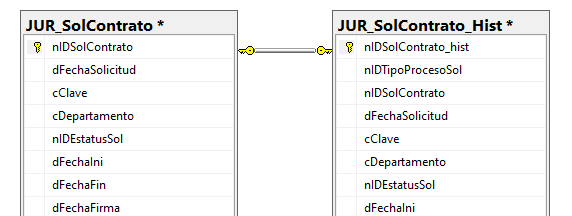 JUR_SolContrato *
nIDSolContrato
dFechaSolicitud
cClave
cDepartamento
nIDEstatusSol
dFechaIni
dFechaFin
dFechaFirma
JUR_SolContrato_Hist *
nIDSolContrato_hist
nIDTipoProcesoSol
nIDSolContrato
dFechaSolicitud
cClave
cDepartamento
nIDEstatusSol
dFechaIni